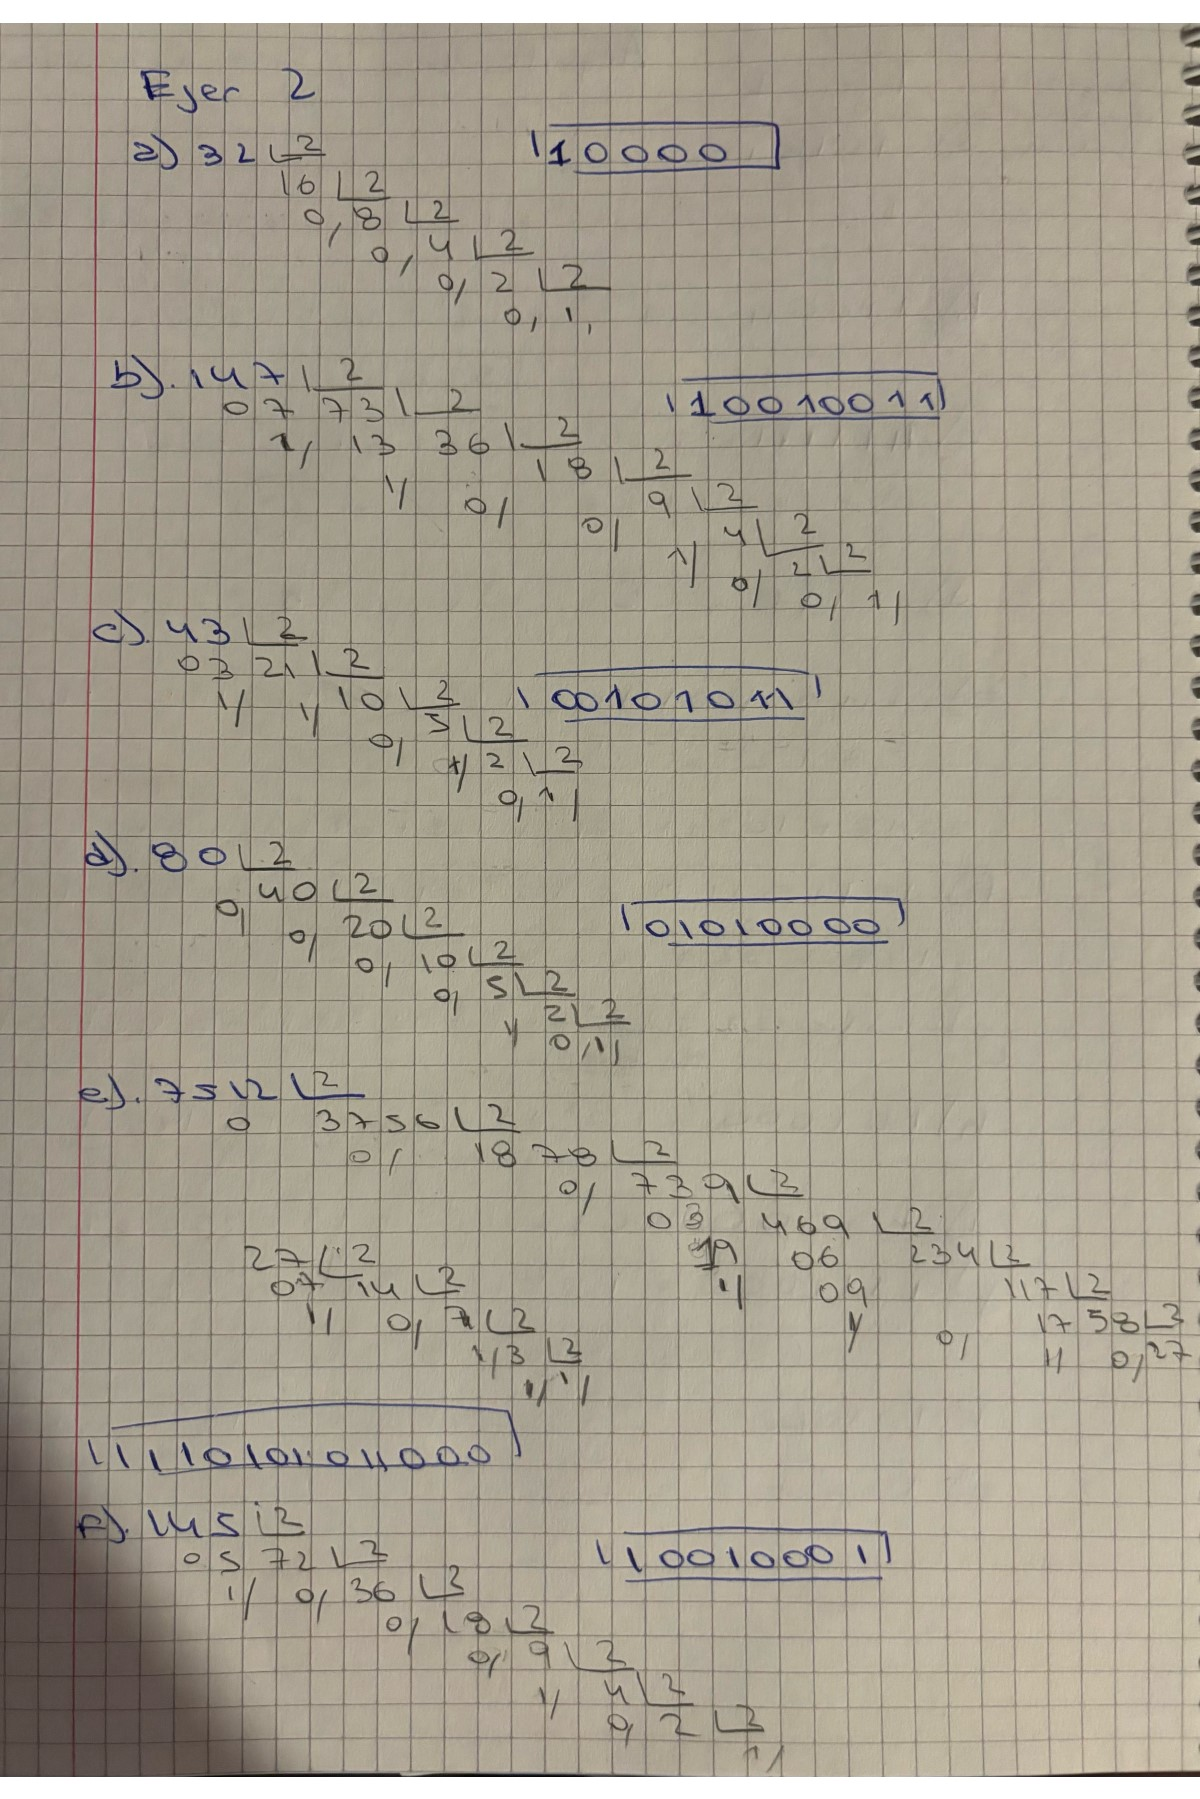 Ejer 2
a) 32 2 10000
16 2
0, 8 2
0, 4 2
0, 2 2
0, 1,
b). 147 2
07 73 2 10010011
1, 13 36 2
1, 0, 18 2
0, 9 2
1, 4 2
0, 2 2
0, 1,
c). 43 2
03 21 2
1, 1, 10 2 00101011
0, 5 2
1, 2 2
0, 1,
d). 80 2
0, 40 2
0, 20 2 01010000
0, 10 2
0, 5 2
1, 2 2
0, 1,
e). 7512 2
0 3756 2
0, 1878 2
0, 739 2
03 469 2
27 2 19 06 234 2
07 14 2 1, 09 117 2
1, 0, 7 2 1, 0, 17 58 2
1, 3 2 1, 0, 27
1, 1,
1111010101000
f). 145 2
05 72 2 10010001
1, 0, 36 2
0, 18 2
0, 9 2
1, 4 2
0, 2 2
1,